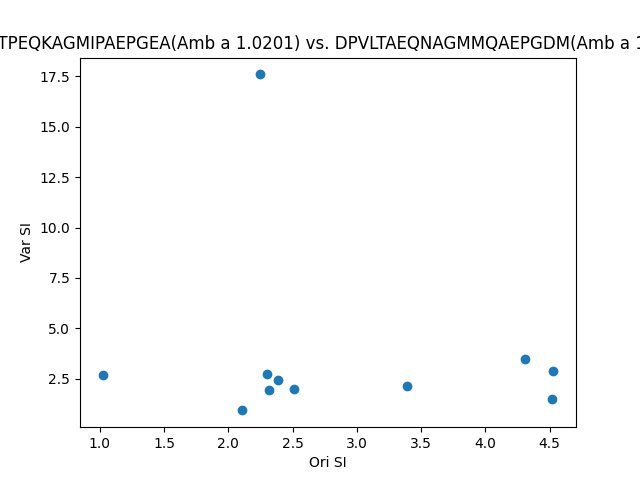 TPEQKAGMIPAEPGEA(Amb a 1.0201) vs. DPVLTAEQNAGMMQAEPGDM(Amb a 1
17.5
15.0
12.5
10.0
7.5
5.0
2.5
Var SI
1.0 1.5 2.0 2.5 3.0 3.5 4.0 4.5
Ori SI